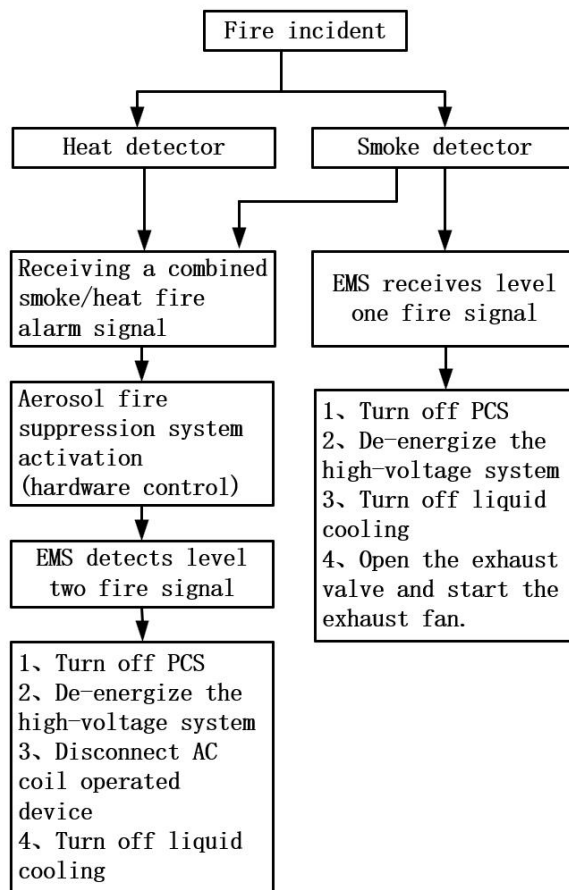 Fire incident
Heat detector
Smoke detector
Receiving a combined
smoke/heat fire
alarm signal
EMS receives level
one fire signal
Aerosol fire
suppression system
activation
(hardware control)
1、Turn off PCS
2、De-energize the
high-voltage system
3、Turn off liquid
cooling
4、Open the exhaust
valve and start the
exhaust fan.
EMS detects level
two fire signal
1、Turn off PCS
2、De-energize the
high-voltage system
3、Disconnect AC
coil operated
device
4、Turn off liquid
cooling